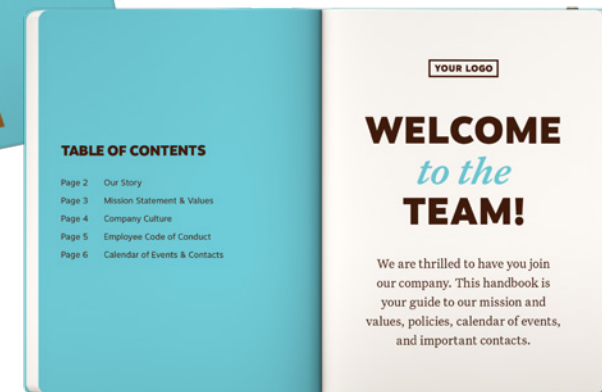 TABLE OF CONTENTS
Page 2 Our Story
Page 3 Mission Statement & Values
Page 4 Company Culture
Page 5 Employee Code of Conduct
Page 6 Calendar of Events & Contacts
YOUR LOGO
WELCOME
to the
TEAM!
We are thrilled to have you join
our company. This handbook is
your guide to our mission and
values, policies, calendar of events,
and important contacts.